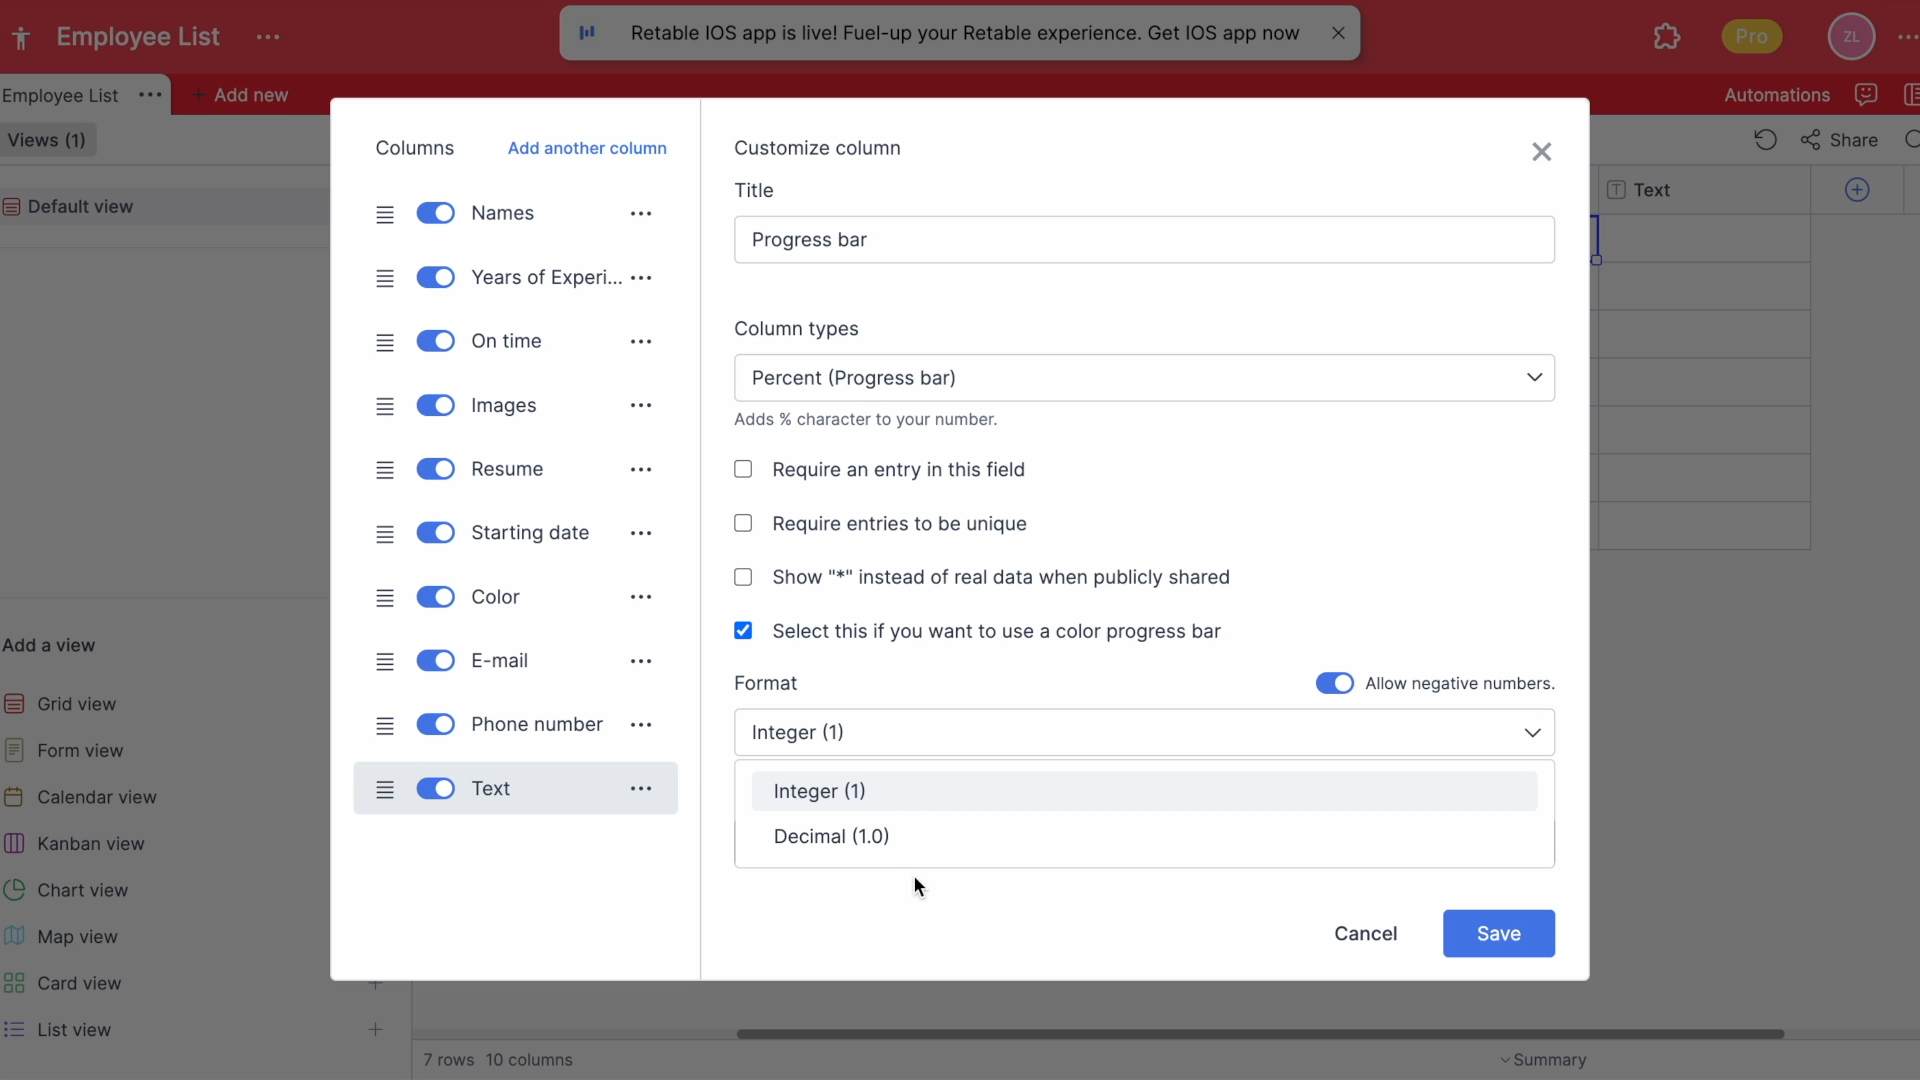 Employee List
Retable IOS app is live! Fuel-up your Retable experience. Get IOS app now
Pro
ZL
Employee List
+ Add new
Automations
Views (1)
Share
Default view
Text
Add a view
Grid view
Form view
Calendar view
Kanban view
Chart view
Map view
Card view
List view
Columns
Add another column
Names
Years of Experi...
On time
Images
Resume
Starting date
Color
E-mail
Phone number
Text
Customize column
Title
Progress bar
Column types
Percent (Progress bar)
Adds % character to your number.
Require an entry in this field
Require entries to be unique
Show "*" instead of real data when publicly shared
Select this if you want to use a color progress bar
Format
Allow negative numbers.
Integer (1)
Integer (1)
Decimal (1.0)
Cancel
Save
7 rows 10 columns
Summary